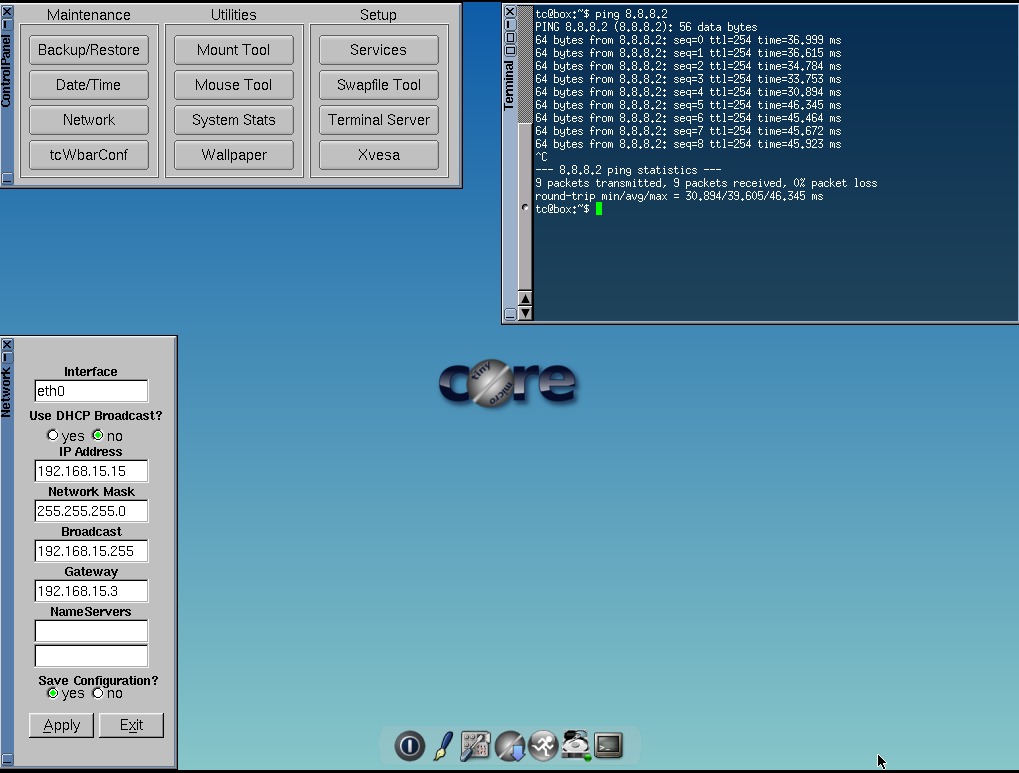 ControlPanel
Maintenance
Backup/Restore
Date/Time
Network
tcWbarConf
Utilities
Mount Tool
Mouse Tool
System Stats
Wallpaper
Setup
Services
Swapfile Tool
Terminal Server
Xvesa
Terminal
tc@box:~$ ping 8.8.8.2
PING 8.8.8.2 (8.8.8.2): 56 data bytes
64 bytes from 8.8.8.2: seq=0 ttl=254 time=36.999 ms
64 bytes from 8.8.8.2: seq=1 ttl=254 time=36.615 ms
64 bytes from 8.8.8.2: seq=2 ttl=254 time=34.784 ms
64 bytes from 8.8.8.2: seq=3 ttl=254 time=33.753 ms
64 bytes from 8.8.8.2: seq=4 ttl=254 time=30.894 ms
64 bytes from 8.8.8.2: seq=5 ttl=254 time=46.345 ms
64 bytes from 8.8.8.2: seq=6 ttl=254 time=45.464 ms
64 bytes from 8.8.8.2: seq=7 ttl=254 time=45.672 ms
64 bytes from 8.8.8.2: seq=8 ttl=254 time=45.923 ms
^C
--- 8.8.8.2 ping statistics ---
9 packets transmitted, 9 packets received, 0% packet loss
round-trip min/avg/max = 30.894/39.605/46.345 ms
tc@box:~$
Network
Interface
eth0
Use DHCP Broadcast?
yes no
IP Address
192.168.15.15
Network Mask
255.255.255.0
Broadcast
192.168.15.255
Gateway
192.168.15.3
NameServers
Save Configuration?
yes no
Apply Exit
core
tiny
micro